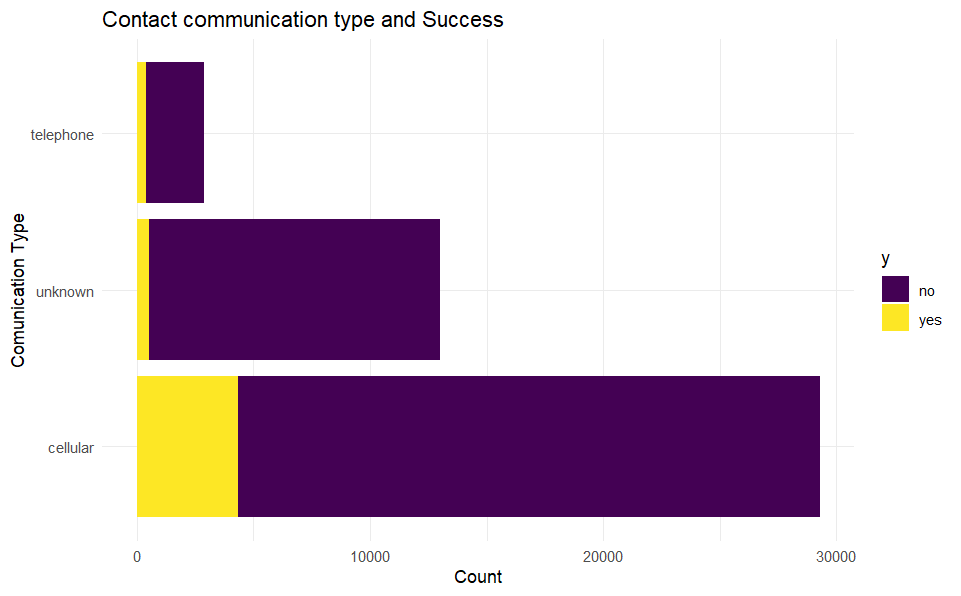 Contact communication type and Success
Comunication Type
telephone
unknown
cellular
0
10000
20000
30000
Count
y
no
yes